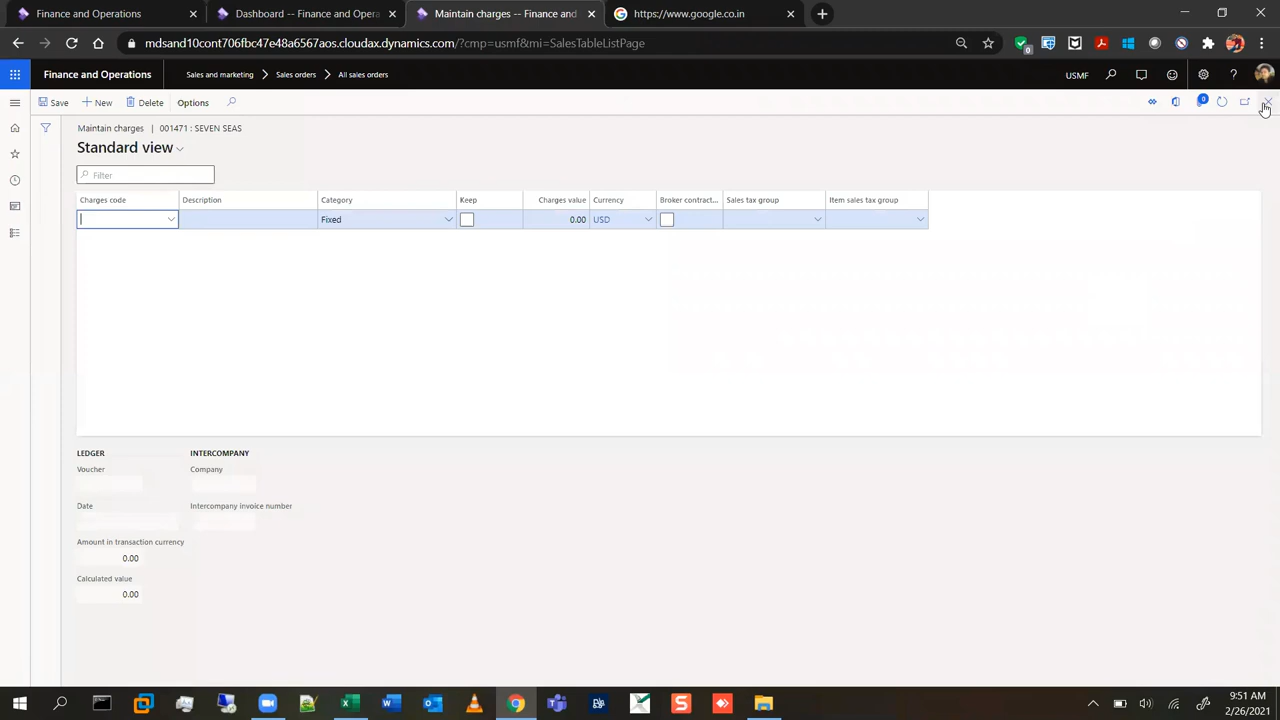 Finance and Operations
Dashboard -- Finance and Opera
Maintain charges -- Finance and
https://www.google.co.in
mdsand10cont706fbcf47e48a6567aos.cloudax.dynamics.com/?cmp=usmf&mi=SalesTableListPage
0
Finance and Operations
Sales and marketing
Sales orders
All sales orders
USMF
Save
New
Delete
Options
0
Maintain charges | 001471 : SEVEN SEAS
Standard view
Filter
Charges code
Description
Category
Keep
Charges value
Currency
Broker contract...
Sales tax group
Item sales tax group
Fixed
0.00
USD
LEDGER
INTERCOMPANY
Voucher
Company
Date
Intercompany invoice number
Amount in transaction currency
0.00
Calculated value
0.00
9:51 AM
2/26/2021